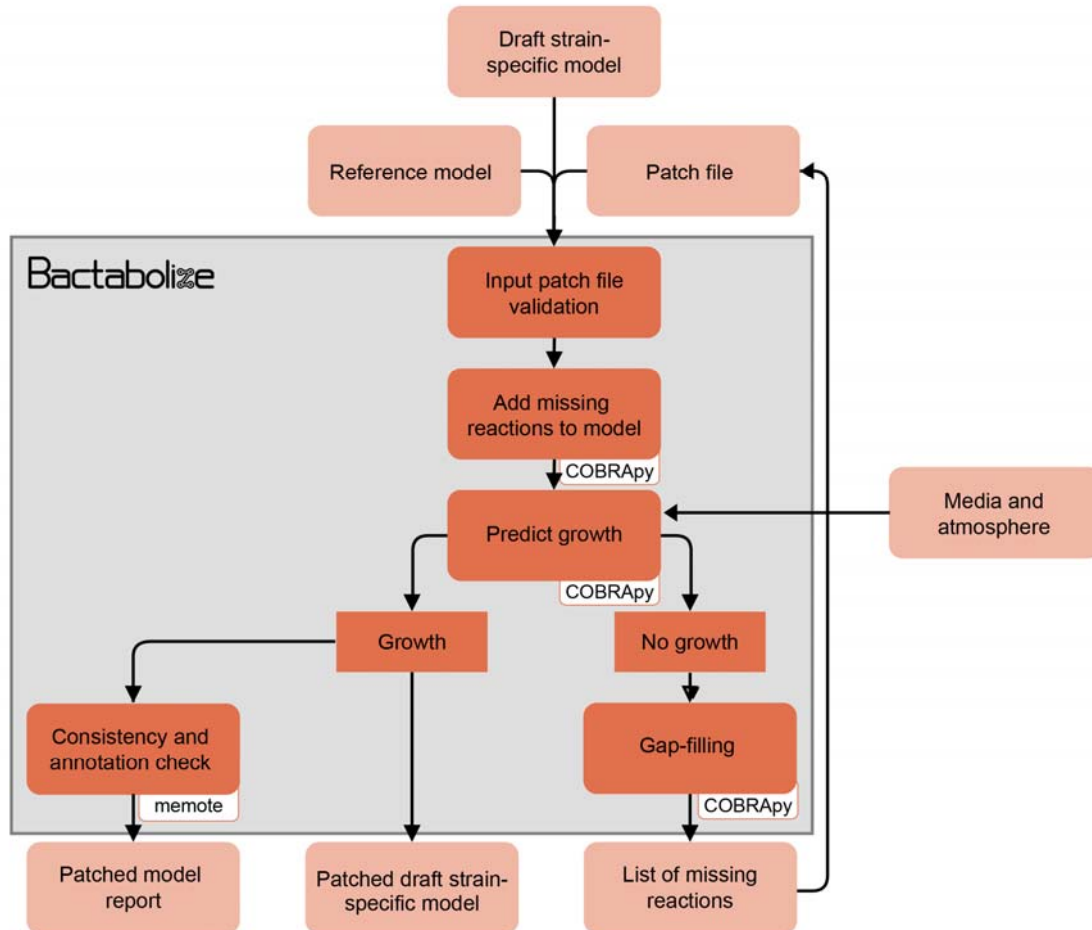 Draft strain-
specific model
Reference model
Patch file
Bactabolize
Input patch file
validation
Add missing
reactions to model
COBRApy
Media and
atmosphere
Predict growth
COBRApy
Growth
No growth
Consistency and
annotation check
memote
Gap-filling
COBRApy
Patched model
report
Patched draft strain-
specific model
List of missing
reactions